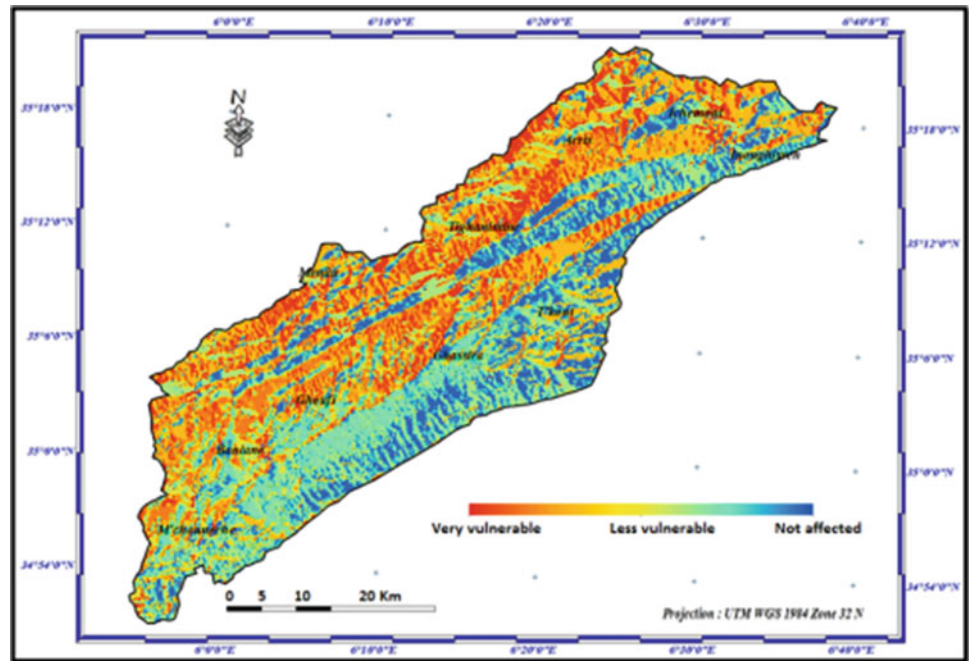 6°0'0"E 6°10'0"E 6°20'0"E 6°30'0"E 6°40'0"E
N
35°18'0"N
35°18'0"N
Arris
35°12'0"N
35°12'0"N
Menaa
T'kout
35°6'0"N
35°6'0"N
Ghassira
Ghoufi
Baniane
35°0'0"N
35°0'0"N
Very vulnerable Less vulnerable Not affected
34°54'0"N
34°54'0"N
0 5 10 20 Km
Projection : UTM WGS 1984 Zone 32 N
6°0'0"E 6°10'0"E 6°20'0"E 6°30'0"E 6°40'0"E